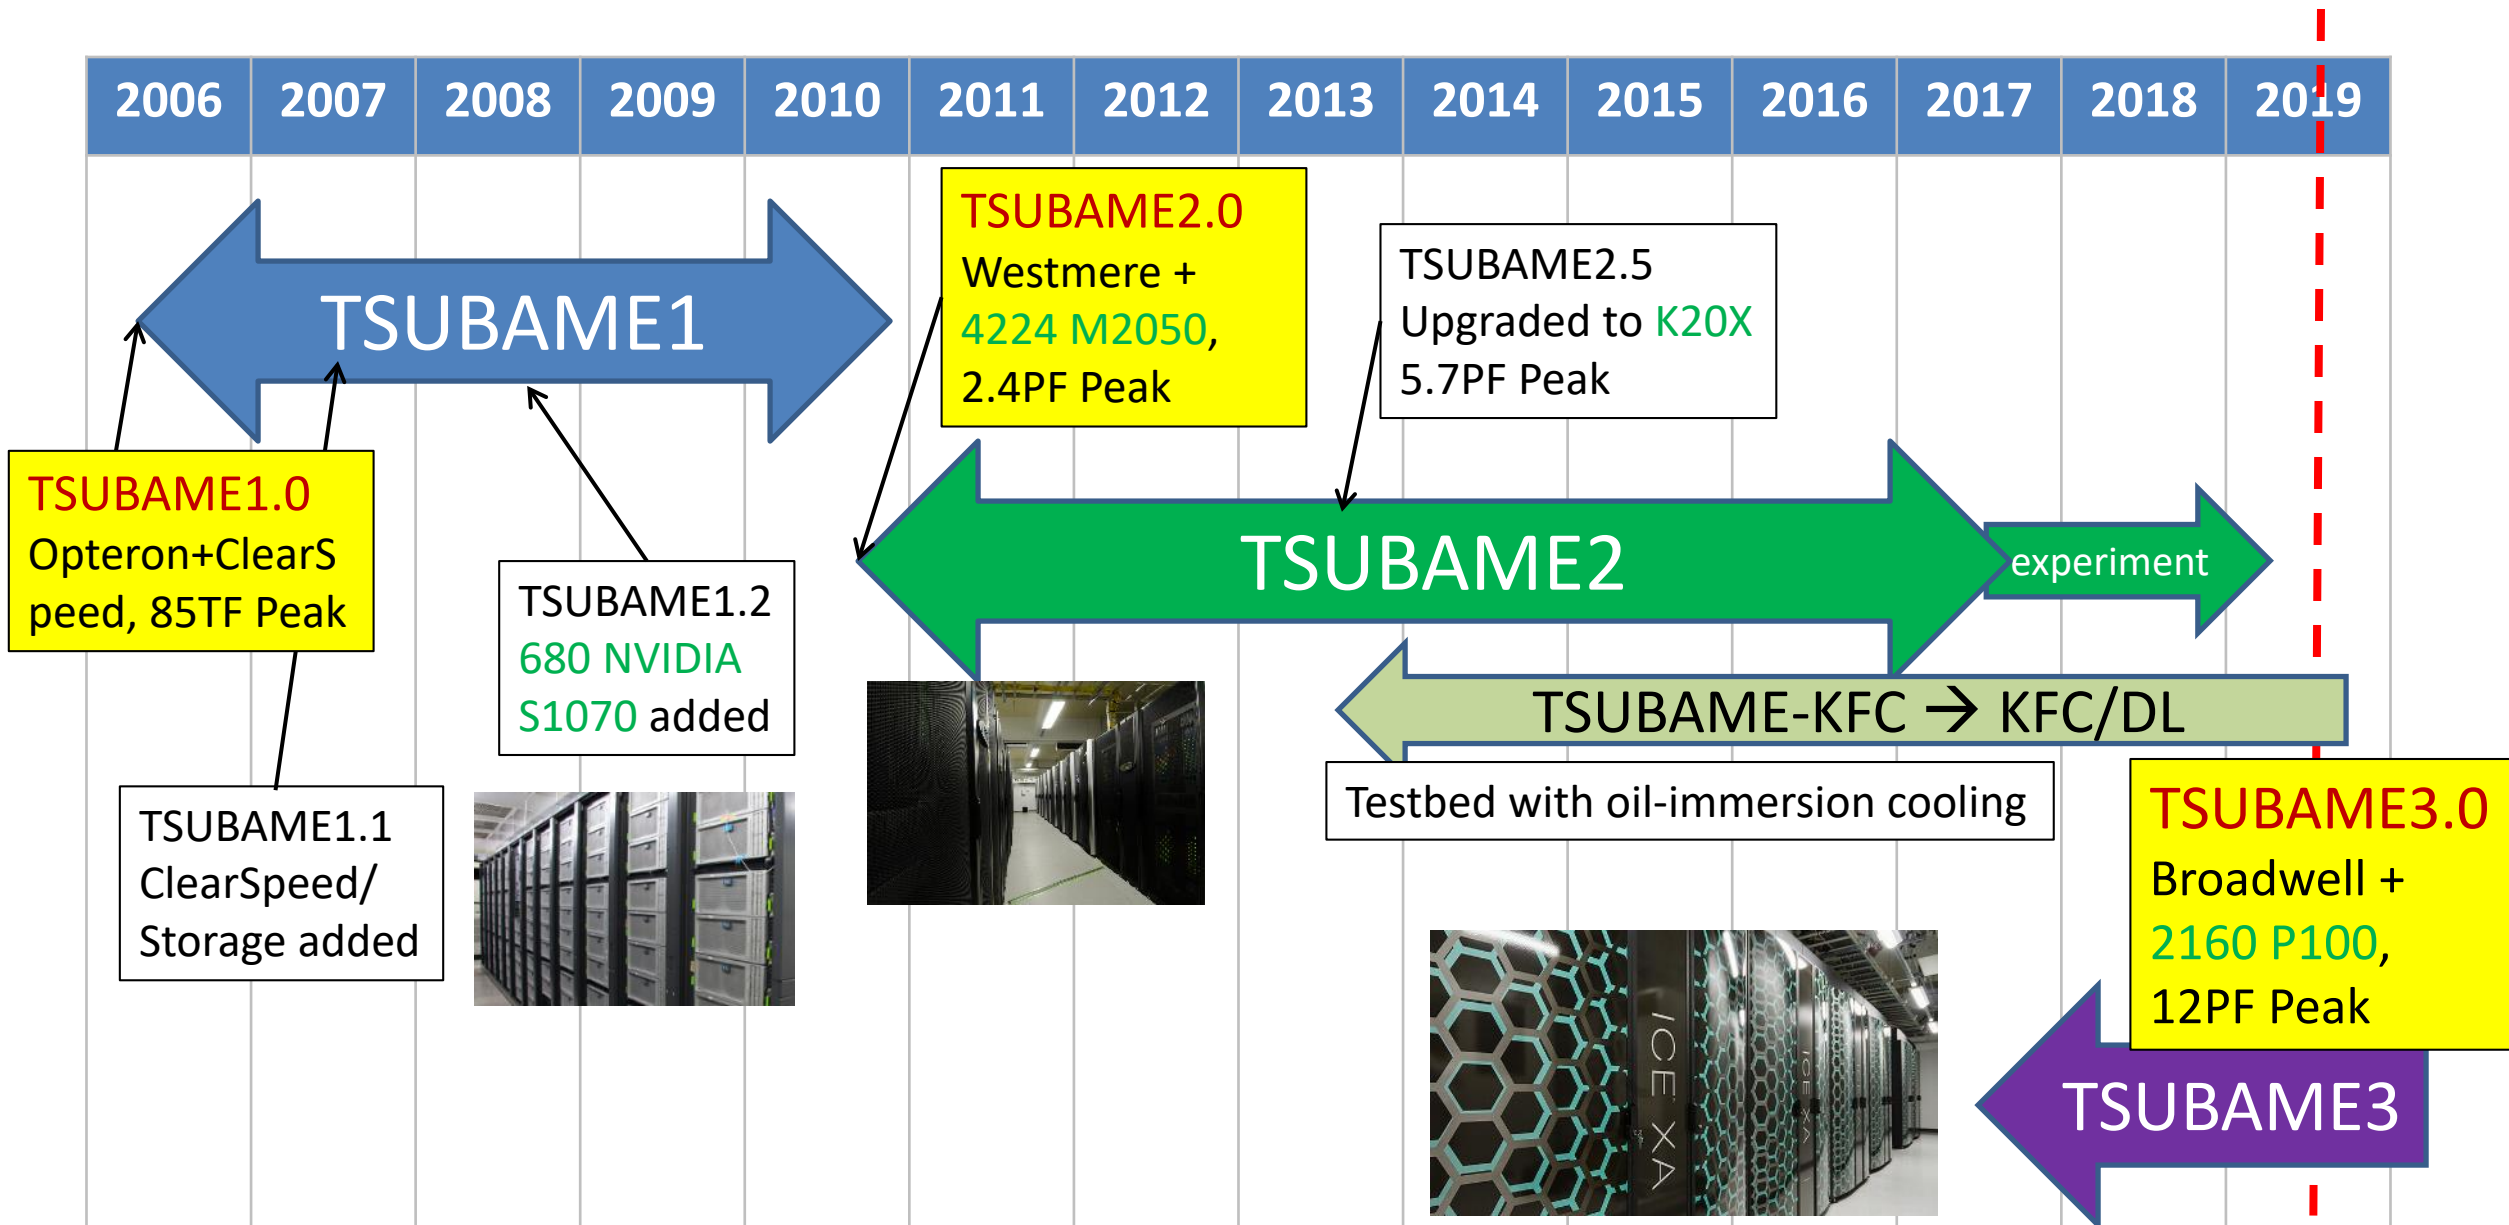 2006 2007 2008 2009 2010 2011 2012 2013 2014 2015 2016 2017 2018 2019
TSUBAME1
TSUBAME2.0
Westmere +
4224 M2050,
2.4PF Peak
TSUBAME2.5
Upgraded to K20X
5.7PF Peak
TSUBAME1.0
Opteron+ClearS
peed, 85TF Peak
TSUBAME1.2
680 NVIDIA
S1070 added
TSUBAME1.1
ClearSpeed/
Storage added
TSUBAME2
experiment
TSUBAME-KFC → KFC/DL
Testbed with oil-immersion cooling
TSUBAME3.0
Broadwell +
2160 P100,
12PF Peak
TSUBAME3
ICE XA
ICE XA